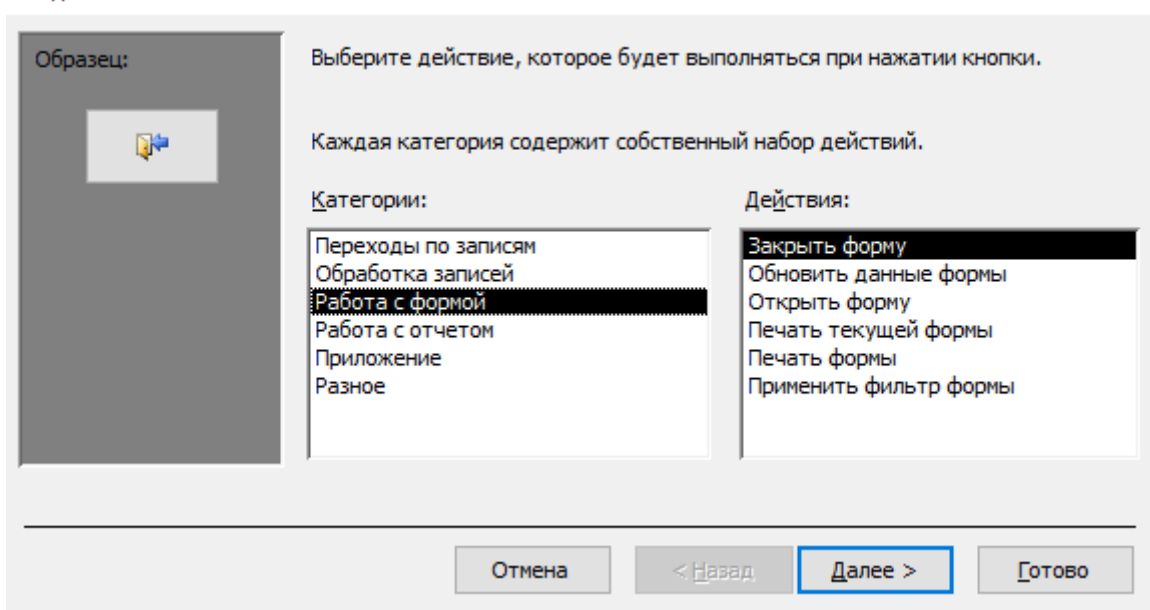 Образец:
Выберите действие, которое будет выполняться при нажатии кнопки.
Каждая категория содержит собственный набор действий.
Категории:
Переходы по записям
Обработка записей
Работа с формой
Работа с отчетом
Приложение
Разное
Действия:
Закрыть форму
Обновить данные формы
Открыть форму
Печать текущей формы
Печать формы
Применить фильтр формы
Отмена
< Назад
Далее >
Готово